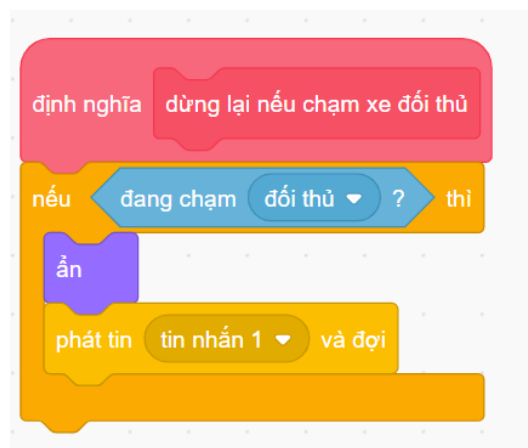 định nghĩa dừng lại nếu chạm xe đối thủ
nếu đang chạm đối thủ ? thì
ẩn
phát tin tin nhắn 1 và đợi